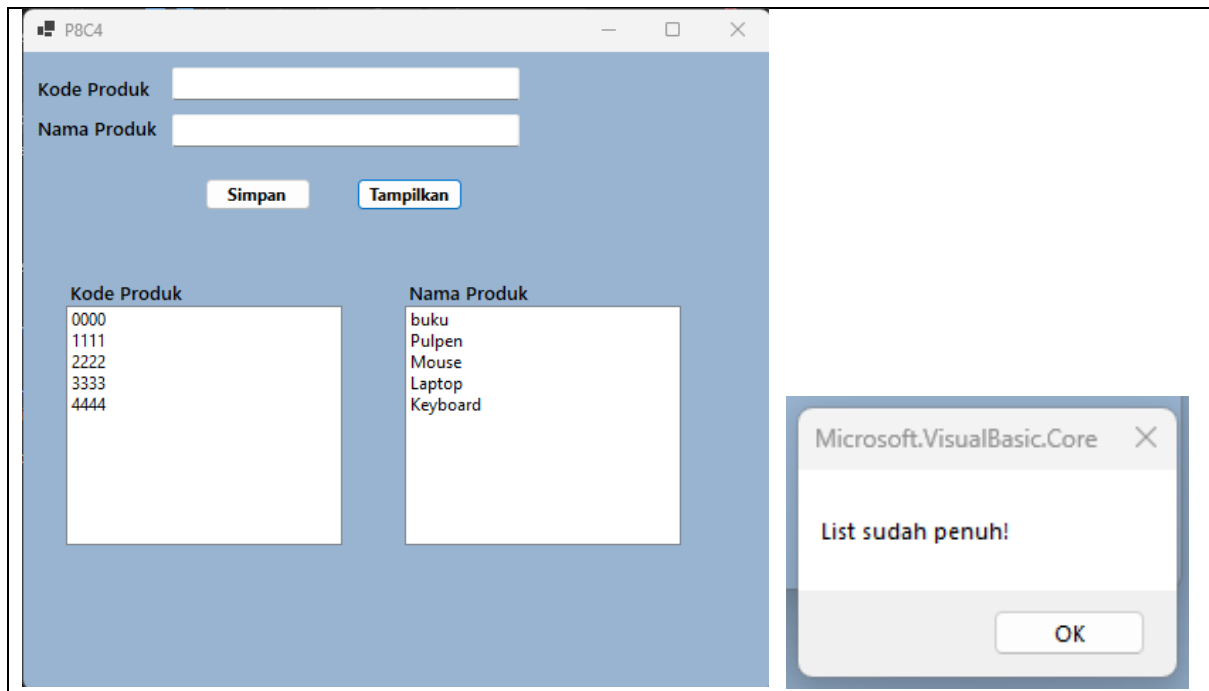 P8C4
Kode Produk
Nama Produk
Simpan Tampilkan
Kode Produk
0000
1111
2222
3333
4444
Nama Produk
buku
Pulpen
Mouse
Laptop
Keyboard
Microsoft.VisualBasic.Core
List sudah penuh!
OK